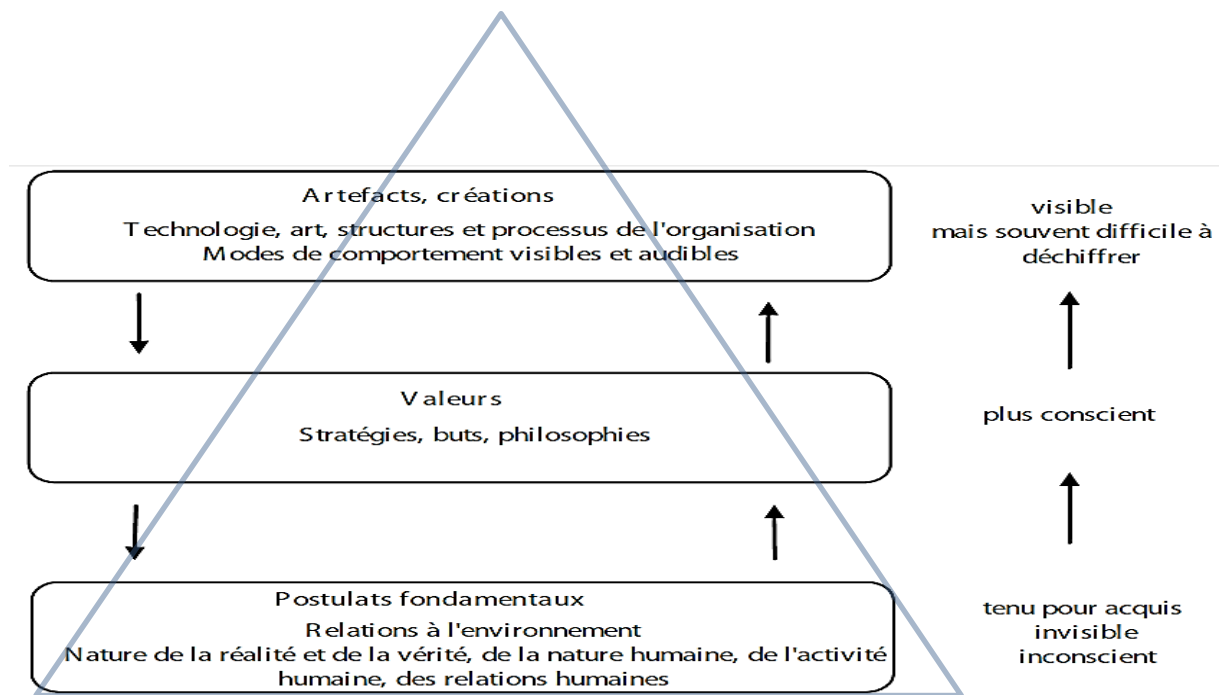 Artefacts, créations
Technologie, art, structures et processus de l'organisation
Modes de comportement visibles et audibles
visible
mais souvent difficile à
déchiffrer
Valeurs
Stratégies, buts, philosophies
plus conscient
Postulats fondamentaux
Relations à l'environnement
Nature de la réalité et de la vérité, de la nature humaine, de l'activité
humaine, des relations humaines
tenu pour acquis
invisible
inconscient